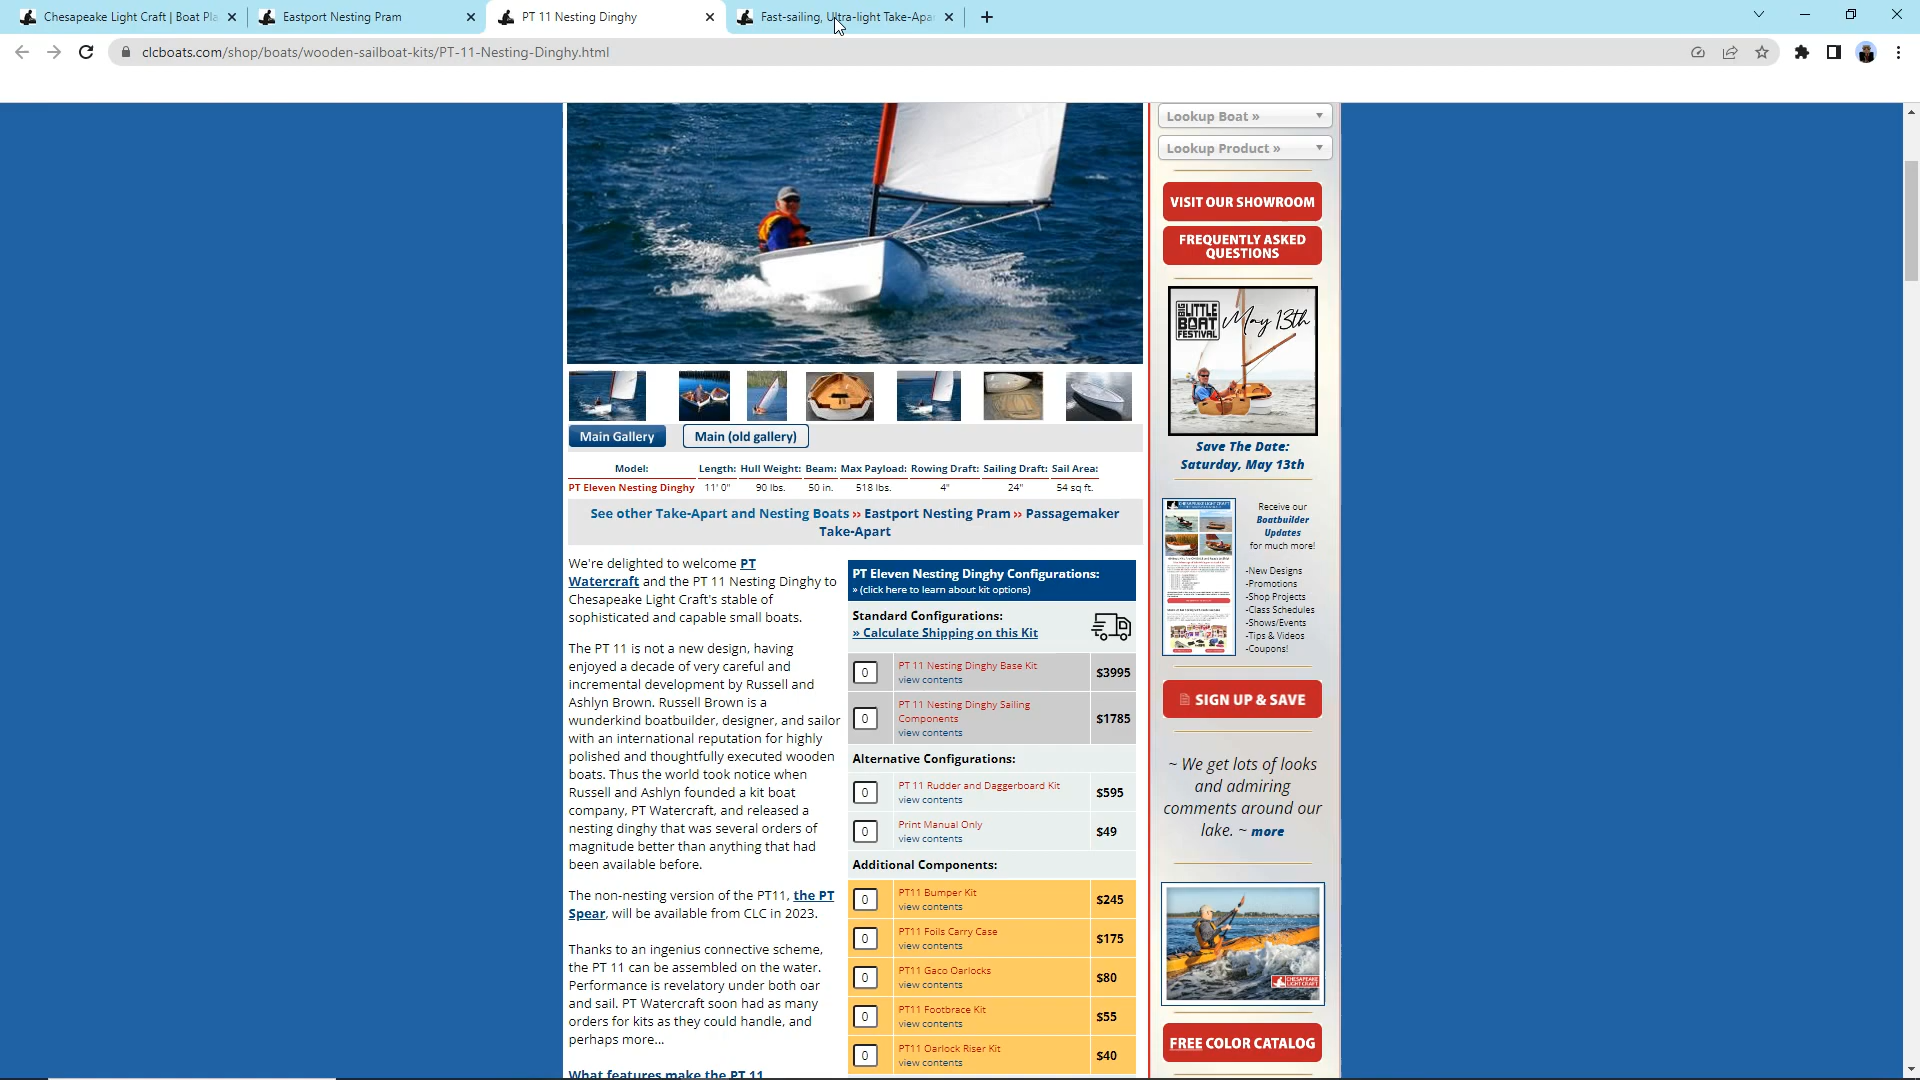 Chesapeake Light Craft | Boat Pla
Eastport Nesting Pram
PT 11 Nesting Dinghy
Fast-sailing, Ultra-light Take-Apar
clcboats.com/shop/boats/wooden-sailboat-kits/PT-11-Nesting-Dinghy.html
Lookup Boat »
Lookup Product »
VISIT OUR SHOWROOM
FREQUENTLY ASKED
QUESTIONS
LITTLE
BOAT
FESTIVAL
May 13th
Save The Date:
Saturday, May 13th
Main Gallery
Main (old gallery)
Model: Length: Hull Weight: Beam: Max Payload: Rowing Draft: Sailing Draft: Sail Area:
PT Eleven Nesting Dinghy 11' 0" 90 lbs. 50 in. 518 lbs. 4" 24" 54 sq ft.
See other Take-Apart and Nesting Boats » Eastport Nesting Pram » Passagemaker
Take-Apart
We're delighted to welcome PT
Watercraft and the PT 11 Nesting Dinghy to
Chesapeake Light Craft's stable of
sophisticated and capable small boats.
The PT 11 is not a new design, having
enjoyed a decade of very careful and
incremental development by Russell and
Ashlyn Brown. Russell Brown is a
wunderkind boatbuilder, designer, and sailor
with an international reputation for highly
polished and thoughtfully executed wooden
boats. Thus the world took notice when
Russell and Ashlyn founded a kit boat
company, PT Watercraft, and released a
nesting dinghy that was several orders of
magnitude better than anything that had
been available before.
The non-nesting version of the PT11, the PT
Spear, will be available from CLC in 2023.
Thanks to an ingenius connective scheme,
the PT 11 can be assembled on the water.
Performance is revelatory under both oar
and sail. PT Watercraft soon had as many
orders for kits as they could handle, and
perhaps more...
What features make the PT 11
PT Eleven Nesting Dinghy Configurations:
» (click here to learn about kit options)
Standard Configurations:
» Calculate Shipping on this Kit
0 PT 11 Nesting Dinghy Base Kit
view contents
$3995
0 PT 11 Nesting Dinghy Sailing
Components
view contents
$1785
Alternative Configurations:
0 PT 11 Rudder and Daggerboard Kit
view contents
$595
0 Print Manual Only
view contents
$49
Additional Components:
0 PT11 Bumper Kit
view contents
$245
0 PT11 Foils Carry Case
view contents
$175
0 PT11 Gaco Oarlocks
view contents
$80
0 PT11 Footbrace Kit
view contents
$55
0 PT11 Oarlock Riser Kit
view contents
$40
Receive our
Boatbuilder
Updates
for much more!
-New Designs
-Promotions
-Shop Projects
-Class Schedules
-Shows/Events
-Tips & Videos
-Coupons!
SIGN UP & SAVE
~ We get lots of looks
and admiring
comments around our
lake. ~ more
CHESAPEAKE
LIGHT CRAFT
FREE COLOR CATALOG